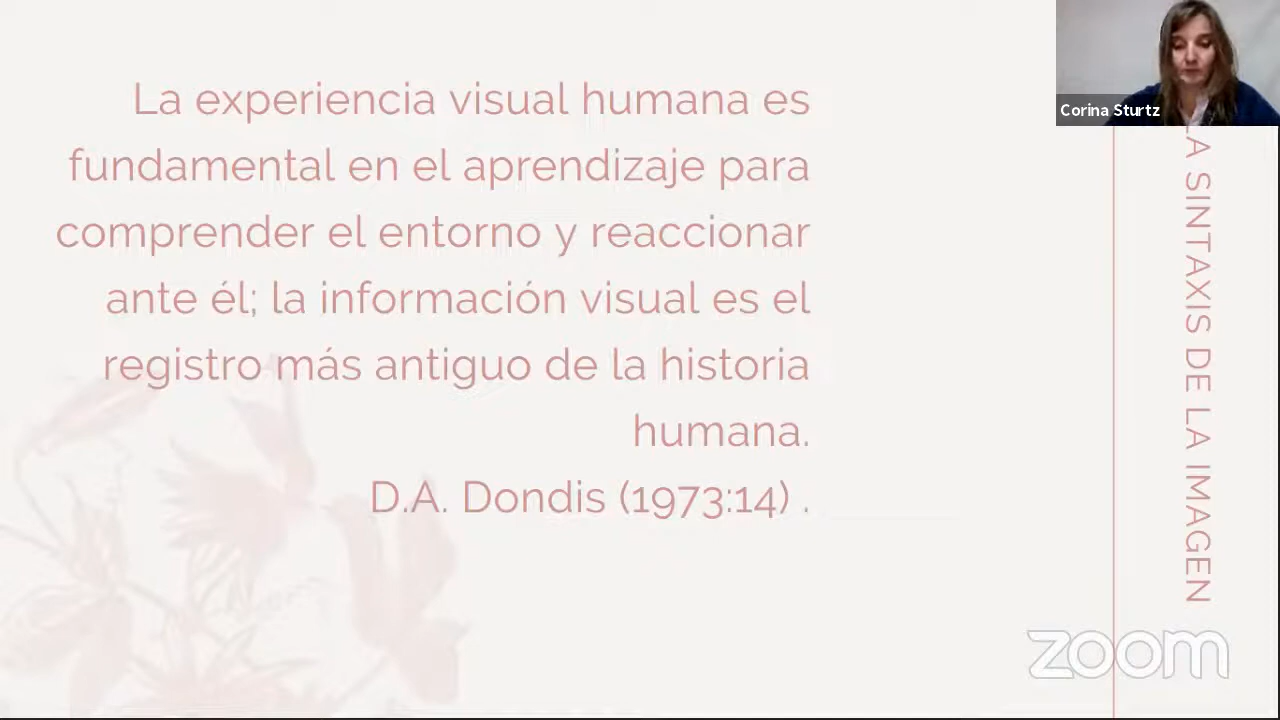 La experiencia visual humana es
fundamental en el aprendizaje para
comprender el entorno y reaccionar
ante él; la información visual es el
registro más antiguo de la historia
humana.
D.A. Dondis (1973:14) .
Corina Sturtz
A SINTAXIS DE LA IMAGEN
zoom